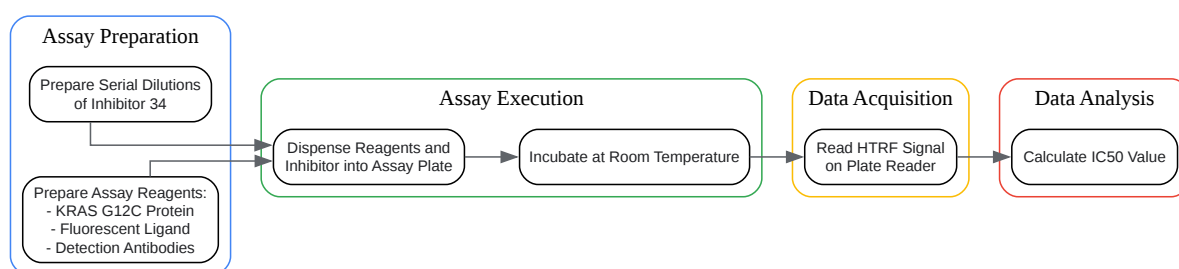 Assay Preparation
Prepare Serial Dilutions
of Inhibitor 34
Prepare Assay Reagents:
- KRAS G12C Protein
- Fluorescent Ligand
- Detection Antibodies
Assay Execution
Dispense Reagents and
Inhibitor into Assay Plate
Incubate at Room Temperature
Data Acquisition
Read HTRF Signal
on Plate Reader
Data Analysis
Calculate IC50 Value